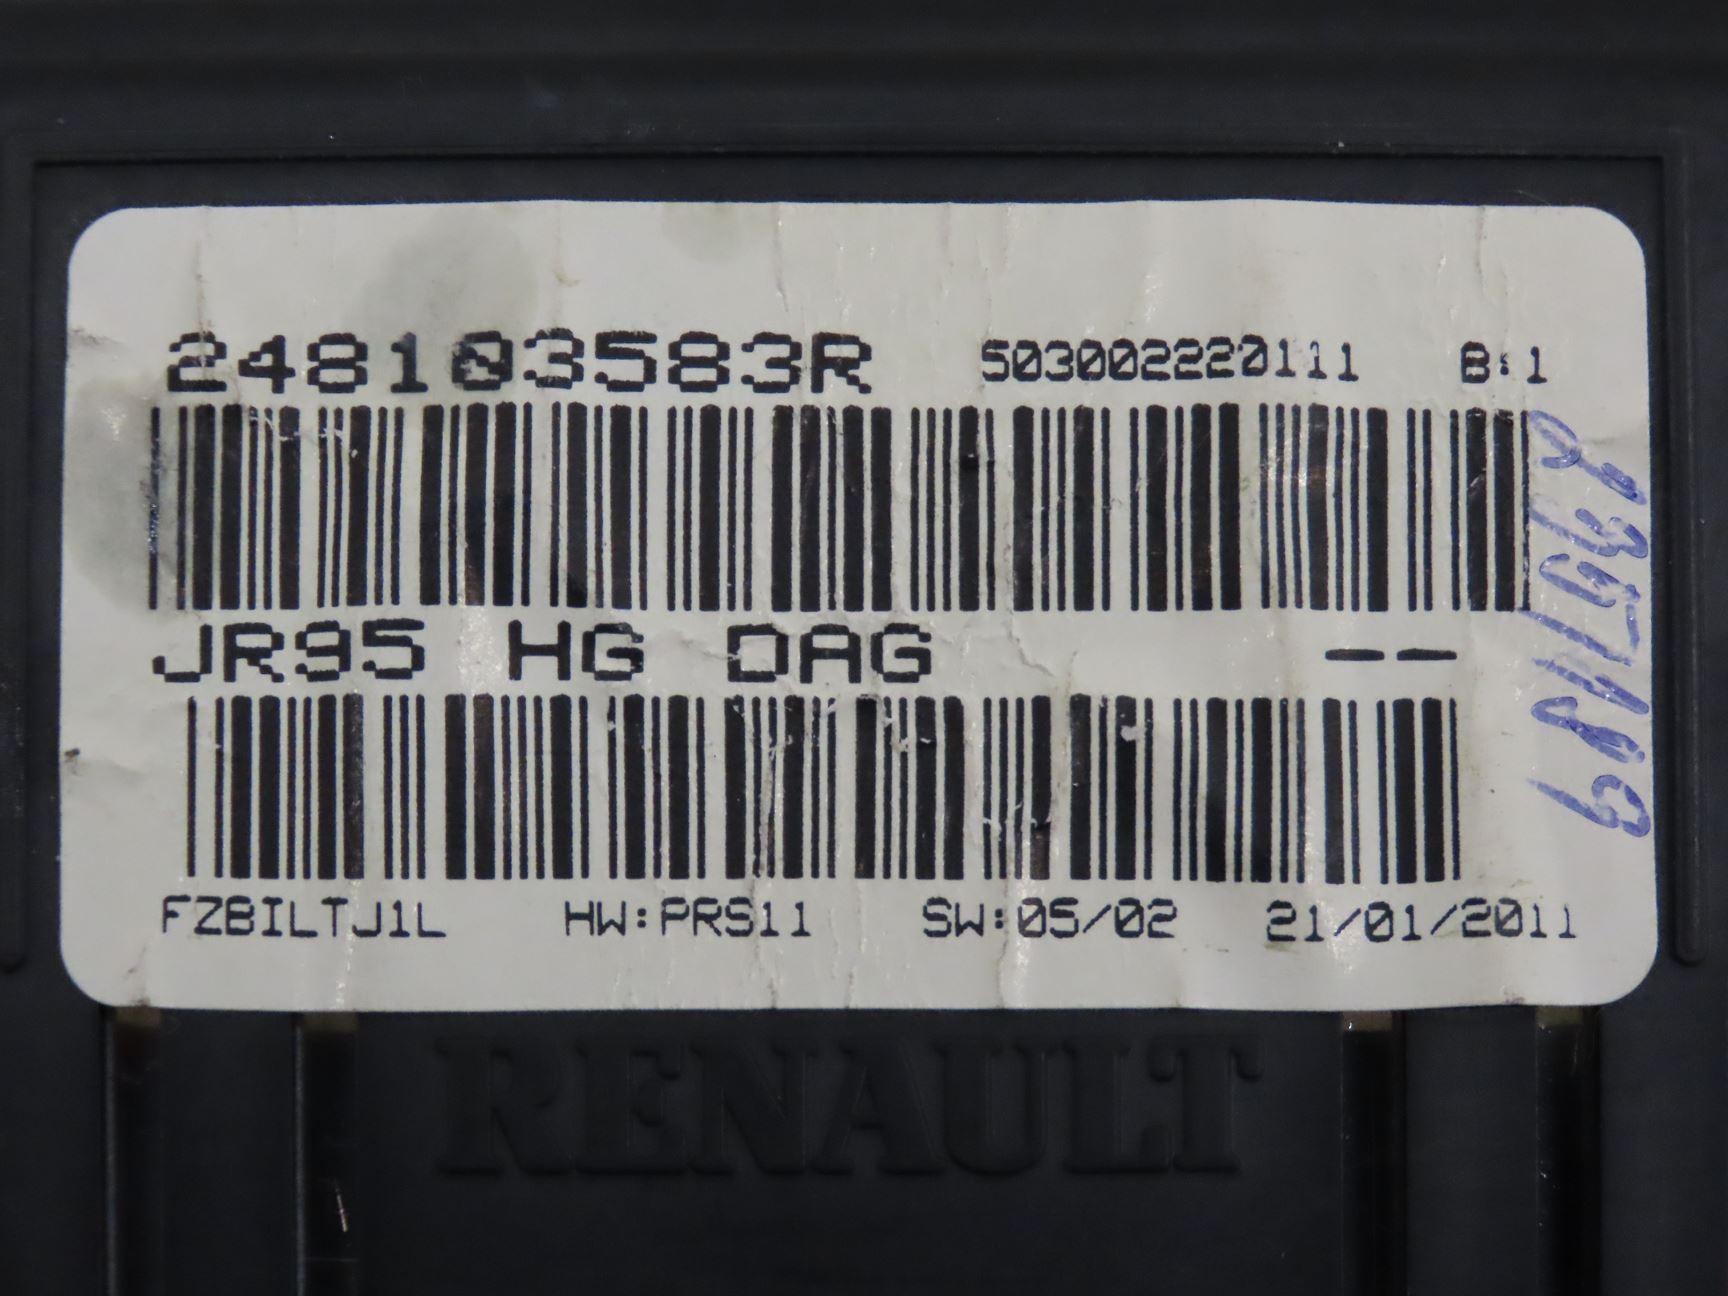 248103583R 503002220111 B:1
JR95 HG DAG --
FZBILTJ1L HW:PRS11 SW:05/02 21/01/2011
RENAULT